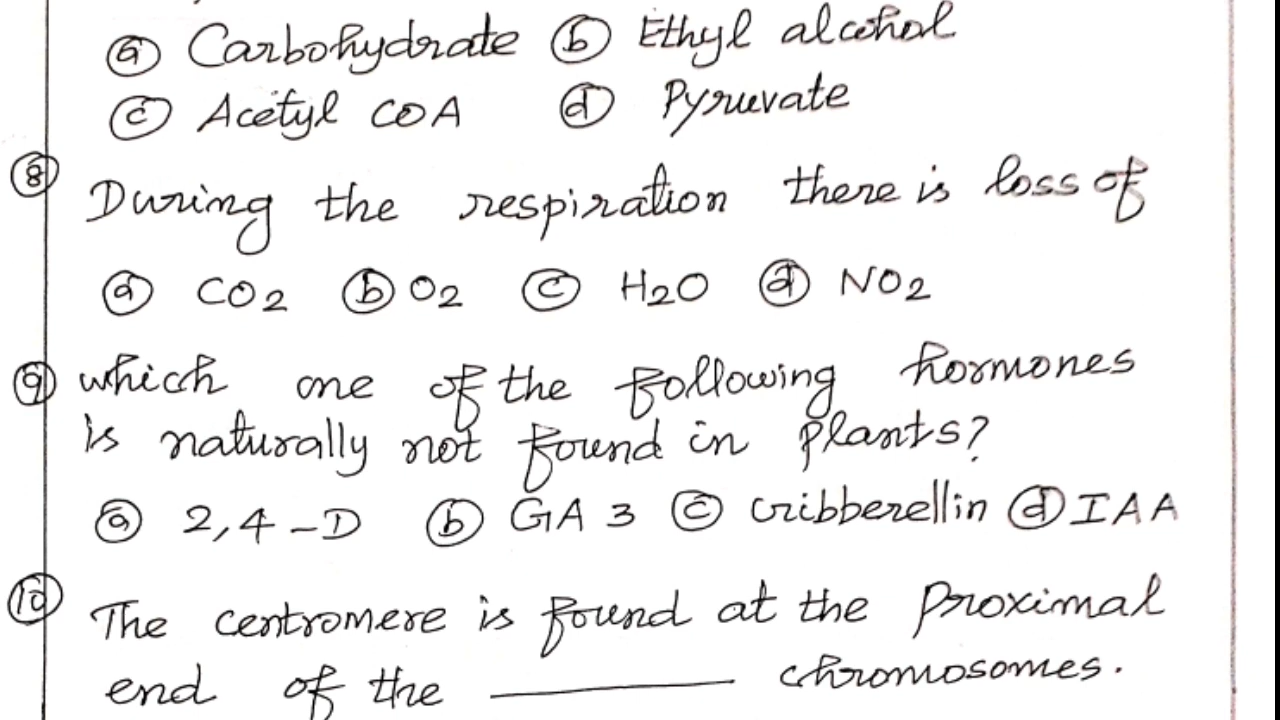 ⓐ Carbohydrate ⓑ Ethyl alcohol
ⓒ Acetyl COA ⓓ Pyruvate
⑧ During the respiration there is loss of
ⓐ CO2 ⓑ O2 ⓒ H2O ⓓ NO2
⑨ which one of the following hormones
is naturally not found in plants?
ⓐ 2,4-D ⓑ GA 3 ⓒ Gribberellin ⓓ IAA
⑩ The centromere is found at the proximal
end of the ________ chromosomes.